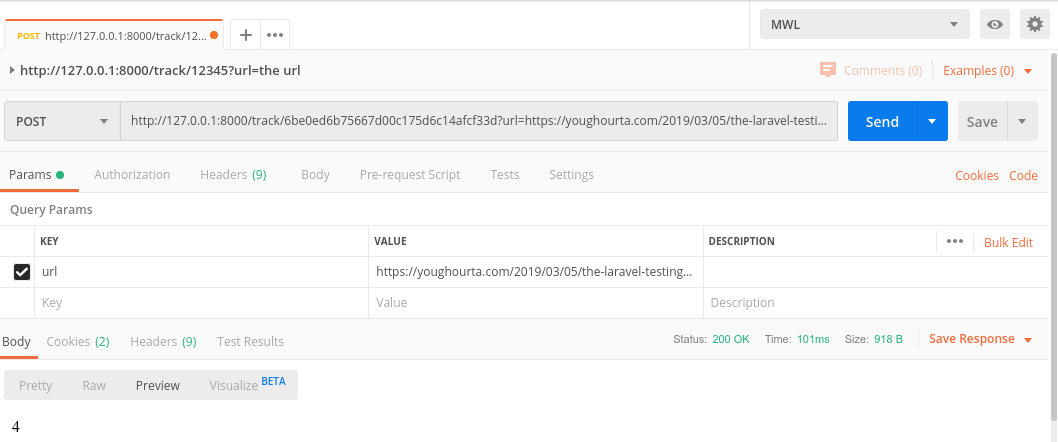 MWL
POST http://127.0.0.1:8000/track/12...
http://127.0.0.1:8000/track/12345?url=the url
Comments (0) Examples (0)
POST http://127.0.0.1:8000/track/6be0ed6b75667d00c175d6c14afcf33d?url=https://youghourta.com/2019/03/05/the-laravel-testi... Send Save
Params Authorization Headers (9) Body Pre-request Script Tests Settings Cookies Code
Query Params
KEY VALUE DESCRIPTION Bulk Edit
url https://youghourta.com/2019/03/05/the-laravel-testing...
Key Value Description
Body Cookies (2) Headers (9) Test Results Status: 200 OK Time: 101ms Size: 918 B Save Response
Pretty Raw Preview Visualize BETA
4